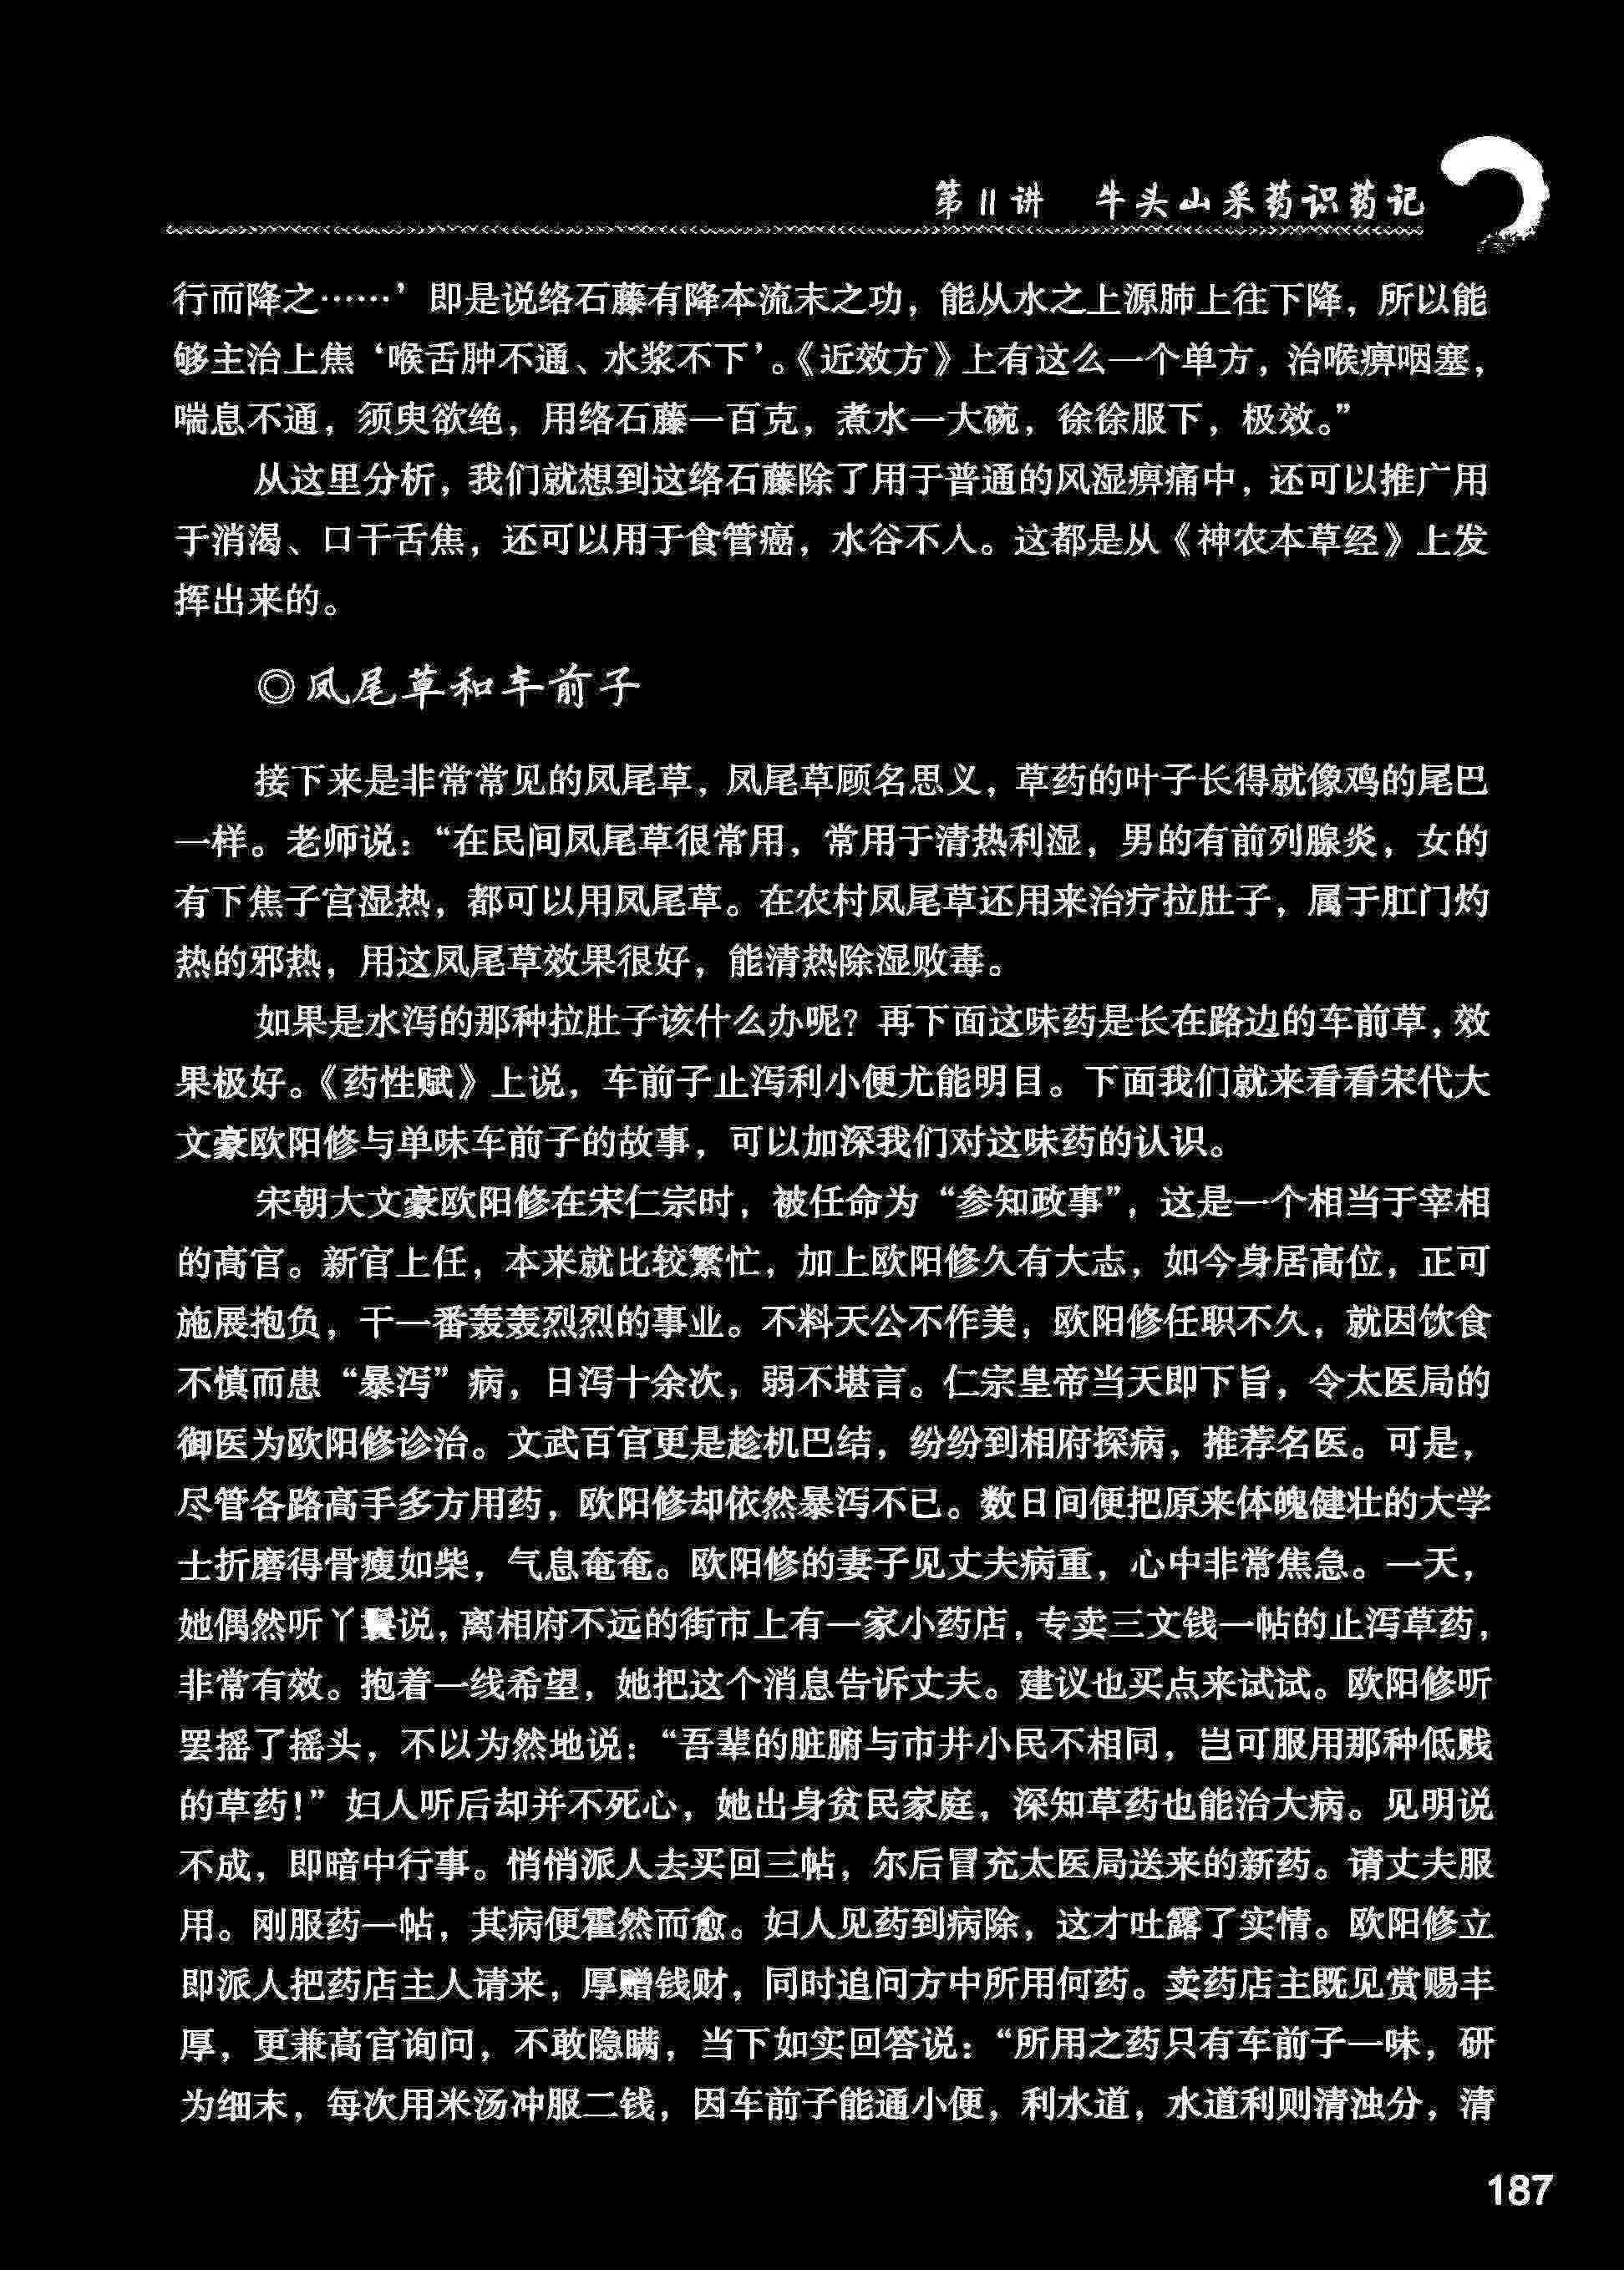 第11讲 牛头山采药识药记
行而降之……’即是说络石藤有降本流末之功，能从水之上源肺上往下降，所以能
够主治上焦‘喉舌肿不通、水浆不下’。《近效方》上有这么一个单方，治喉痹咽塞，
喘息不通，须臾欲绝，用络石藤一百克，煮水一大碗，徐徐服下，极效。”
从这里分析，我们就想到这络石藤除了用于普通的风湿痹痛中，还可以推广用
于消渴、口干舌焦，还可以用于食管癌，水谷不人。这都是从《神农本草经》上发
挥出来的。
◎凤尾草和车前子
接下来是非常常见的凤尾草，凤尾草顾名思义，草药的叶子长得就像鸡的尾巴
一样。老师说：“在民间凤尾草很常用，常用于清热利湿，男的有前列腺炎，女的
有下焦子宫湿热，都可以用凤尾草。在农村凤尾草还用来治疗拉肚子，属于肛门灼
热的邪热，用这凤尾草效果很好，能清热除湿败毒。
如果是水泻的那种拉肚子该什么办呢？再下面这味药是长在路边的车前草，效
果极好。《药性赋》上说，车前子止泻利小便尤能明目。下面我们就来看看宋代大
文豪欧阳修与单味车前子的故事，可以加深我们对这味药的认识。
宋朝大文豪欧阳修在宋仁宗时，被任命为“参知政事”，这是一个相当于宰相
的高官。新官上任，本来就比较繁忙，加上欧阳修久有大志，如今身居高位，正可
施展抱负，干一番轰轰烈烈的事业。不料天公不作美，欧阳修任职不久，就因饮食
不慎而患“暴泻”病，日泻十余次，弱不堪言。仁宗皇帝当天即下旨，令太医局的
御医为欧阳修诊治。文武百官更是趁机巴结，纷纷到相府探病，推荐名医。可是，
尽管各路高手多方用药，欧阳修却依然暴泻不已。数日间便把原来体魄健壮的大学
士折磨得骨瘦如柴，气息奄奄。欧阳修的妻子见丈夫病重，心中非常焦急。一天，
她偶然听丫鬟说，离相府不远的街市上有一家小药店，专卖三文钱一帖的止泻草药，
非常有效。抱着一线希望，她把这个消息告诉丈夫。建议也买点来试试。欧阳修听
罢摇了摇头，不以为然地说：“吾辈的脏腑与市井小民不相同，岂可服用那种低贱
的草药！”妇人听后却并不死心，她出身贫民家庭，深知草药也能治大病。见明说
不成，即暗中行事。悄悄派人去买回三帖，尔后冒充太医局送来的新药。请丈夫服
用。刚服药一帖，其病便霍然而愈。妇人见药到病除，这才吐露了实情。欧阳修立
即派人把药店主人请来，厚赠钱财，同时追问方中所用何药。卖药店主既见赏赐丰
厚，更兼高官询问，不敢隐瞒，当下如实回答说：“所用之药只有车前子一味，研
为细末，每次用米汤冲服二钱，因车前子能通小便，利水道，水道利则清浊分，清
187